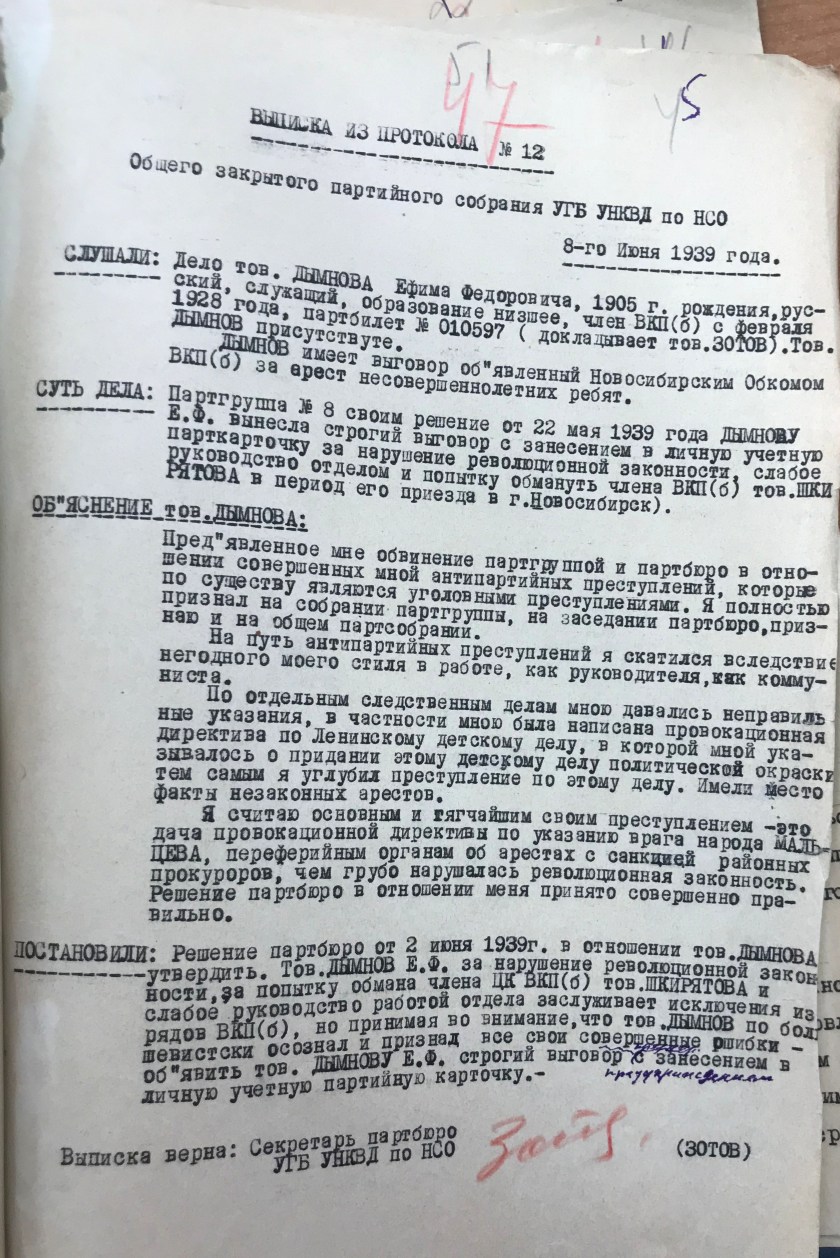 47
45
ВЫПИСКА ИЗ ПРОТОКОЛА № 12
Общего закрытого партийного собрания УГБ УНКВД по НСО
8-го Июня 1939 года.
СЛУШАЛИ: Дело тов. ДЫМНОВА Ефима Федоровича, 1905 г. рождения,рус-
ский, служащий, образование низшее, член ВКП(б) с февраля
1928 года, партбилет № 010597 ( докладывает тов.ЗОТОВ).Тов.
ДЫМНОВ присутствуте.
ДЫМНОВ имеет выговор об"явленный Новосибирским Обкомом
ВКП(б) за арест несовершеннолетних ребят.
СУТЬ ДЕЛА: Партгруппа № 8 своим решение от 22 мая 1939 года ДЫМНОВУ
Е.Ф. вынесла строгий выговор с занесением в личную учетную
парткарточку за нарушение революционной законности, слабое
руководство отделом и попытку обмануть члена ВКП(б) тов.ШКИ
РЯТОВА в период его приезда в г.Новосибирск).
ОБ"ЯСНЕНИЕ тов.ДЫМНОВА:
Пред"явленное мне обвинение партгруппой и партбюро в отно-
шении совершенных мной антипартийных преступлений, которые
по существу являются уголовными преступлениями. Я полностью
признал на собрании партгруппы, на заседании партбюро,приз-
наю и на общем партсобрании.
На путь антипартийных преступлений я скатился вследствие
негодного моего стиля в работе, как руководителя,как комму-
ниста.
По отдельным следственным делам мною давались неправиль
ные указания, в частности мною была написана провокационная
директива по Ленинскому детскому делу, в которой мной ука-
зывалось о придании этому детскому делу политической окраски
тем самым я углубил преступление по этому делу. Имели место
факты незаконных арестов.
Я считаю основным и тягчайшим своим преступлением -это
дача провокационной директивы по указанию врага народа МАЛЬ-
ЦЕВА, переферийным органам об арестах с санкцией районных
прокуроров, чем грубо нарушалась революционная законность.
Решение партбюро в отношении меня принято совершенно пра-
вильно.
ПОСТАНОВИЛИ: Решение партбюро от 2 июня 1939г. в отношении тов.ДЫМНОВА
утвердить. Тов.ДЫМНОВ Е.Ф. за нарушение революционной закон
ности,за попытку обмана члена ЦК ВКП(б) тов.ШКИРЯТОВА и
слабое руководство работой отдела заслуживает исключения из
рядов ВКП(б), но принимая во внимание,что тов.ДЫМНОВ по бол
шевистски осознал и признал все свои совершенные ошибки -
об"явить тов. ДЫМНОВУ Е.Ф. строгий выговор с занесением в
предупреждением
личную учетную партийную карточку.-
Выписка верна: Секретарь партбюро
УГБ УНКВД по НСО
(ЗОТОВ)